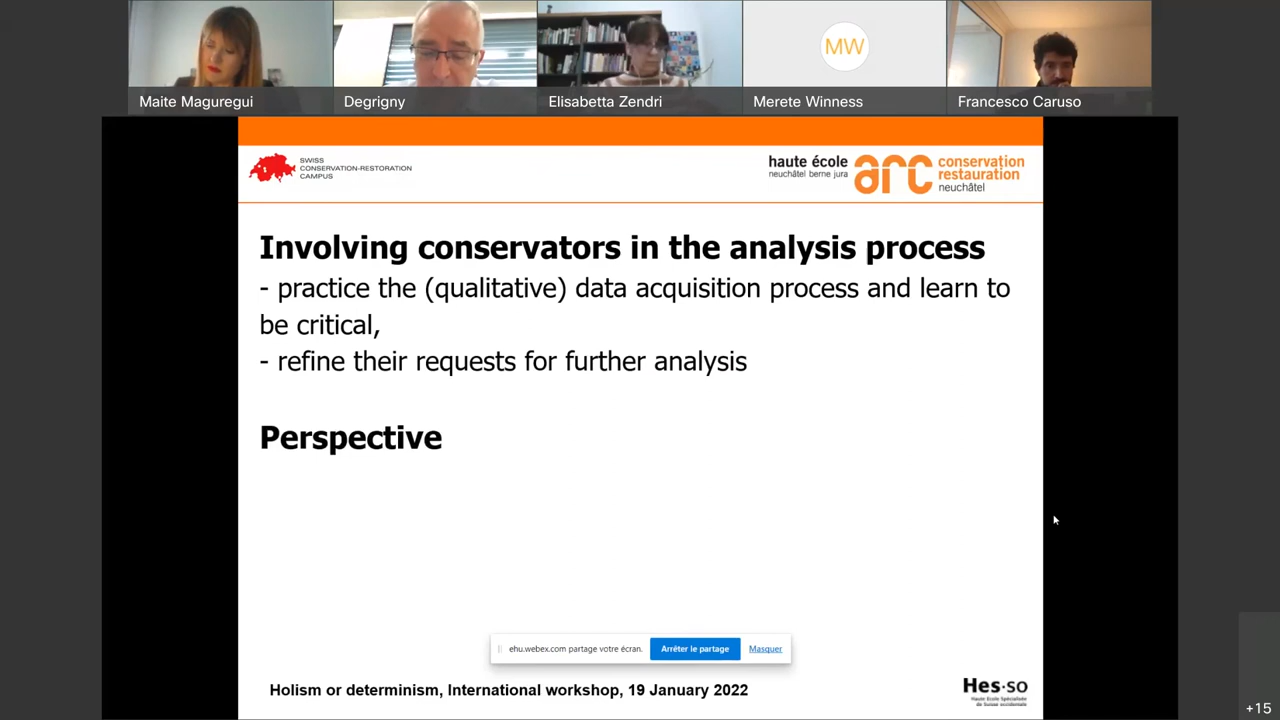 MW
Maite Maguregui
Degrigny
Elisabetta Zendri
Merete Winness
Francesco Caruso
SWISS
CONSERVATION-RESTORATION
CAMPUS
haute école
neuchâtel berne jura
arc
conservation
restauration
neuchâtel
Involving conservators in the analysis process
- practice the (qualitative) data acquisition process and learn to
be critical,
- refine their requests for further analysis
Perspective
ehu.webex.com partage votre écran.
Arrêter le partage
Masquer
Holism or determinism, International workshop, 19 January 2022
Hes·so
Haute Ecole Spécialisée
de Suisse occidentale
+15